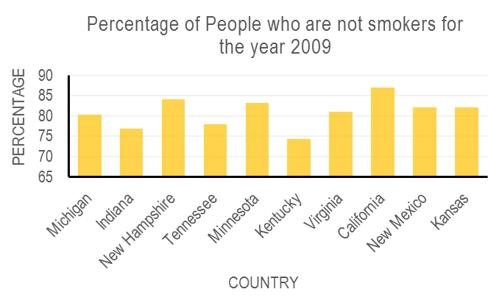 Percentage of People who are not smokers for
the year 2009
PERCENTAGE
90
85
80
75
70
65
Michigan
Indiana
New Hampshire
Tennessee
Minnesota
Kentucky
Virginia
California
New Mexico
Kansas
COUNTRY